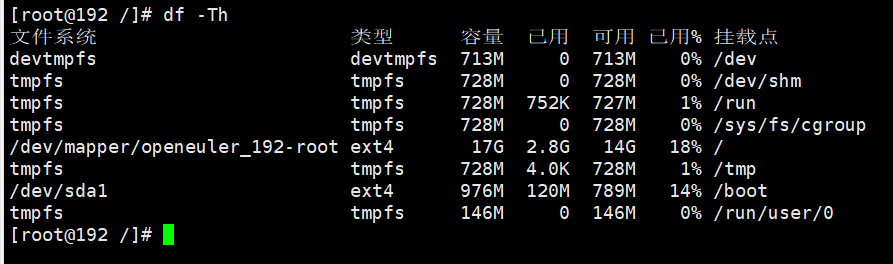 [root@192 /]# df -Th
文件系统 类型 容量 已用 可用 已用% 挂载点
devtmpfs devtmpfs 713M 0 713M 0% /dev
tmpfs tmpfs 728M 0 728M 0% /dev/shm
tmpfs tmpfs 728M 752K 727M 1% /run
tmpfs tmpfs 728M 0 728M 0% /sys/fs/cgroup
/dev/mapper/openeuler_192-root ext4 17G 2.8G 14G 18% /
tmpfs tmpfs 728M 4.0K 728M 1% /tmp
/dev/sda1 ext4 976M 120M 789M 14% /boot
tmpfs tmpfs 146M 0 146M 0% /run/user/0
[root@192 /]#